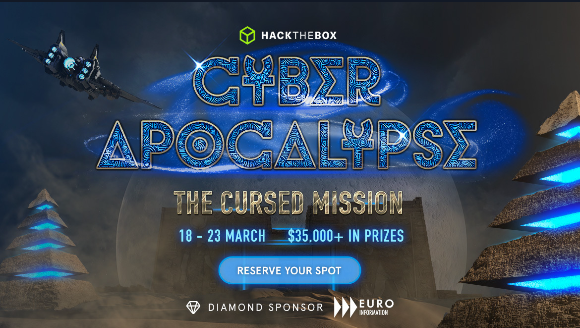 HACKTHEBOX
CYBER
APOCALYPSE
THE CURSED MISSION
18 - 23 MARCH $35.000+ IN PRIZES
RESERVE YOUR SPOT
DIAMOND SPONSOR EURO
INFORMATION